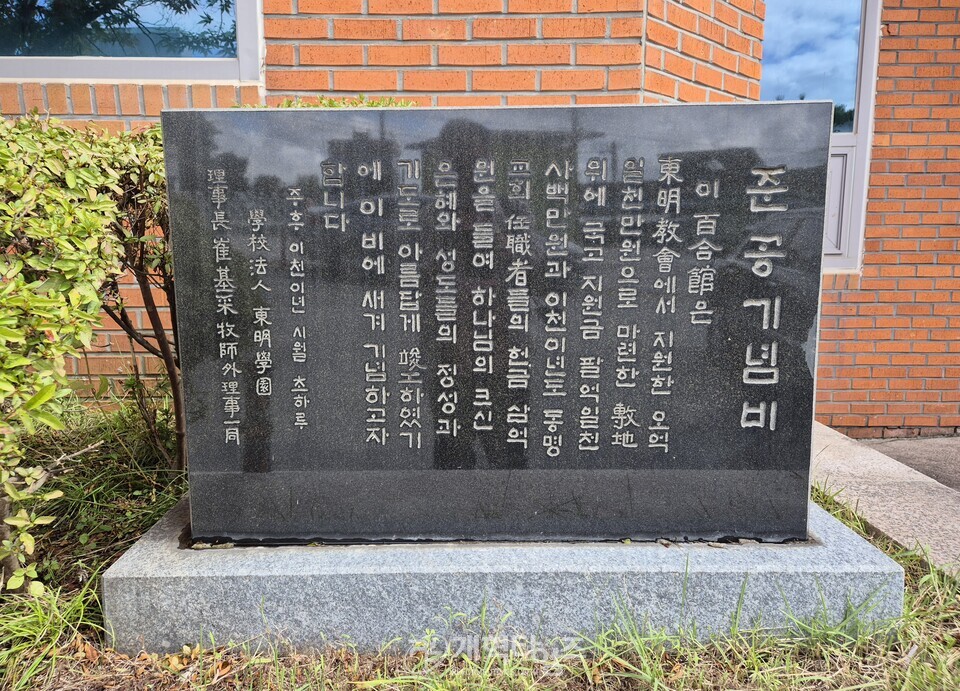 준공기념비
이 百合館은
東明敎會에서 지원한 오억
일천만원으로 마련한 敷地
위에 국고 지원금 팔억일천
사백만원과 이천이년도 동명
교회 任職者들의 헌금 삼억
원을 들여 하나님의 크신
은혜와 성도들의 정성과
기도로 아름답게 竣工하였기
에 이 비에 새겨 기념하고자
합니다
주후 이천이년 시월 초하루
學校法人 東明學園
理事長 崔基采 牧師外 理事一同